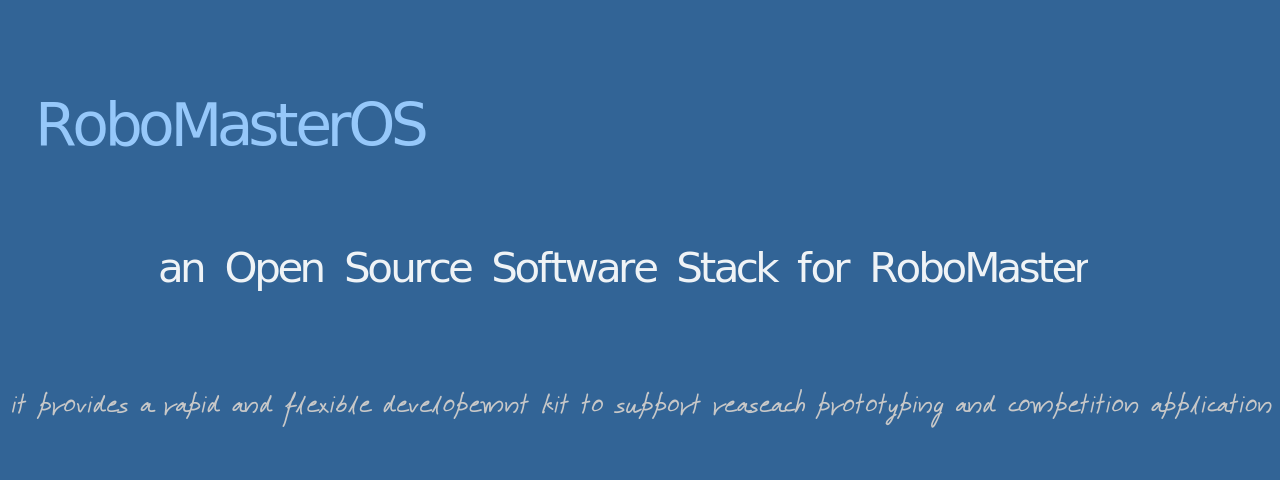 RoboMasterOS
an Open Source Software Stack for RoboMaster
it provides a rapid and flexible developemnt kit to support reaseach prototyping and competition application